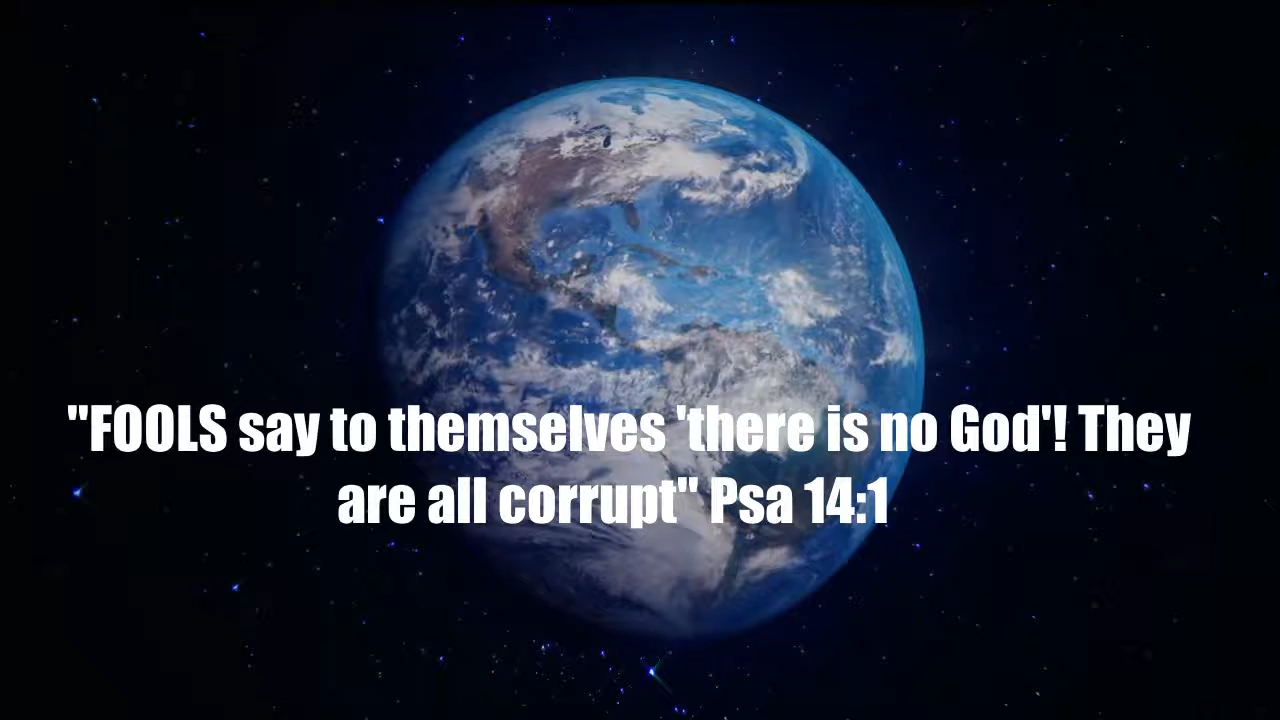 "FOOLS say to themselves 'there is no God'! They
are all corrupt" Psa 14:1